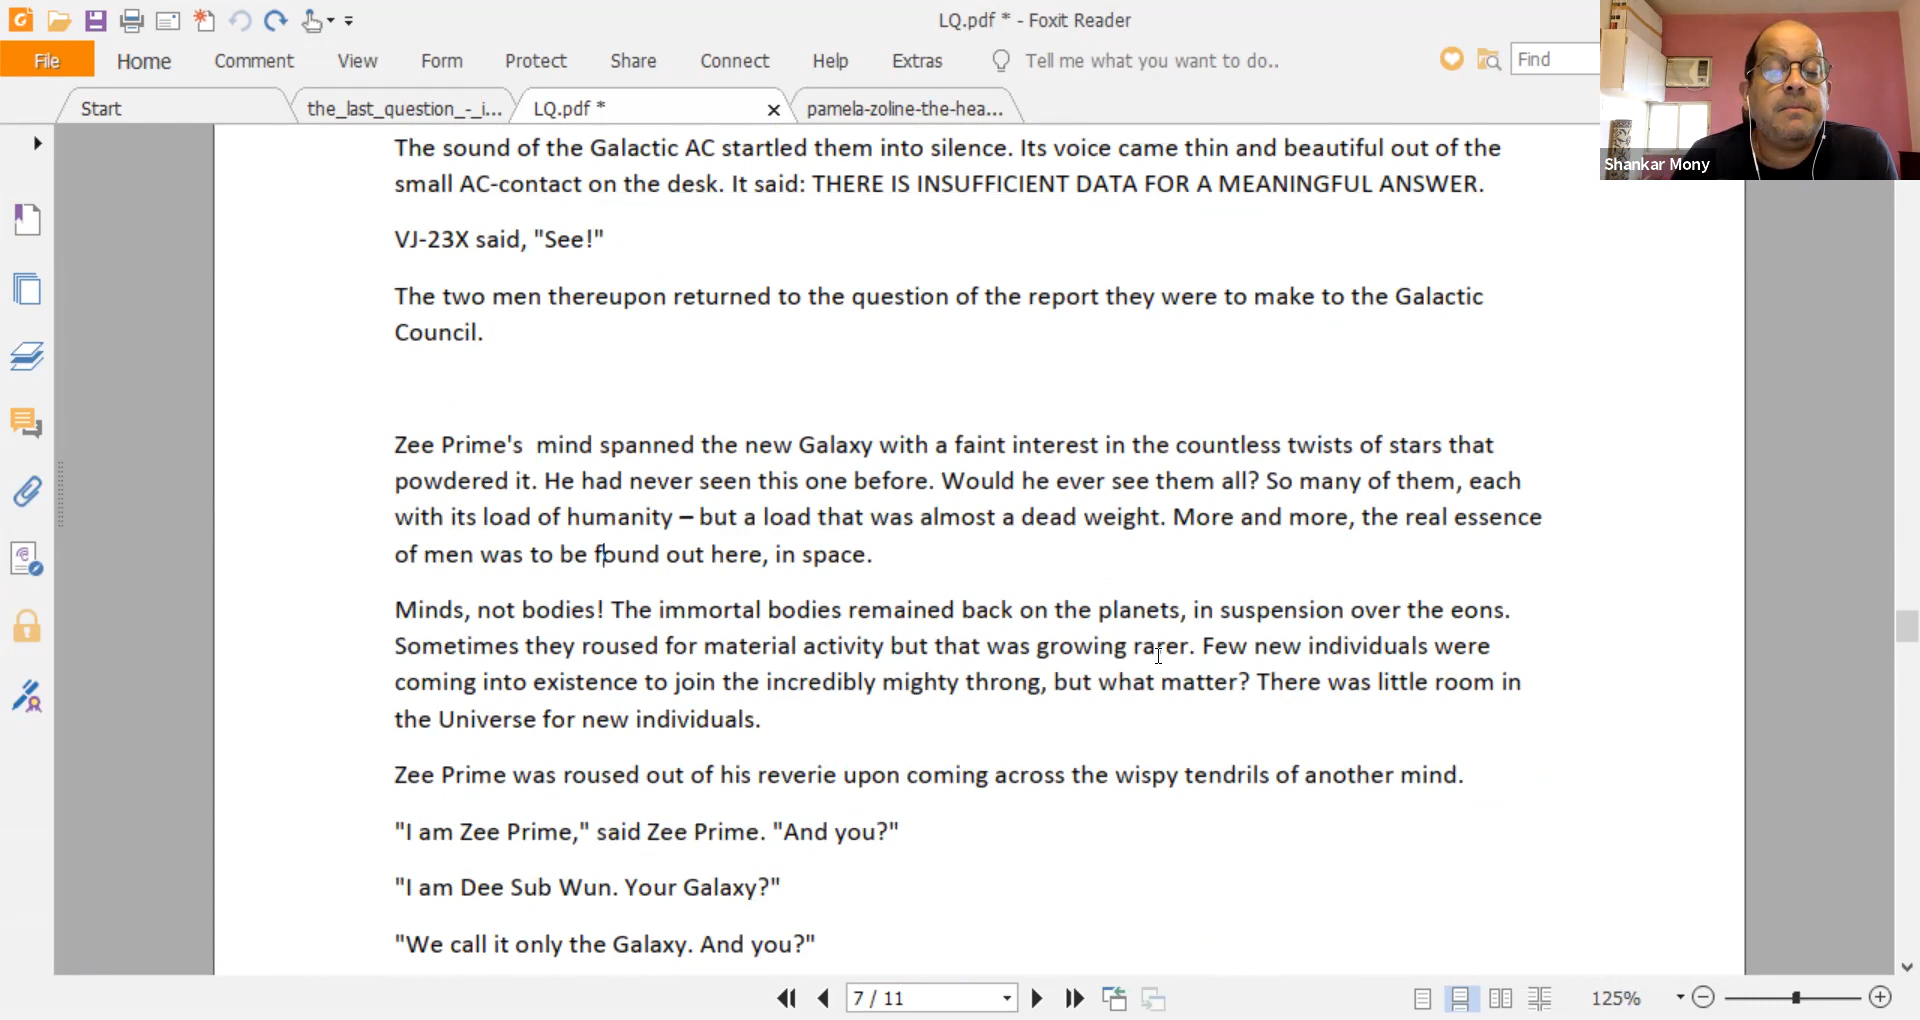 LQ.pdf * - Foxit Reader
File Home Comment View Form Protect Share Connect Help Extras Tell me what you want to do.. Find
Start the_last_question_-_i... LQ.pdf * pamela-zoline-the-hea...
Shankar Mony
The sound of the Galactic AC startled them into silence. Its voice came thin and beautiful out of the
small AC-contact on the desk. It said: THERE IS INSUFFICIENT DATA FOR A MEANINGFUL ANSWER.
VJ-23X said, "See!"
The two men thereupon returned to the question of the report they were to make to the Galactic
Council.
Zee Prime's mind spanned the new Galaxy with a faint interest in the countless twists of stars that
powdered it. He had never seen this one before. Would he ever see them all? So many of them, each
with its load of humanity – but a load that was almost a dead weight. More and more, the real essence
of men was to be found out here, in space.
Minds, not bodies! The immortal bodies remained back on the planets, in suspension over the eons.
Sometimes they roused for material activity but that was growing rarer. Few new individuals were
coming into existence to join the incredibly mighty throng, but what matter? There was little room in
the Universe for new individuals.
Zee Prime was roused out of his reverie upon coming across the wispy tendrils of another mind.
"I am Zee Prime," said Zee Prime. "And you?"
"I am Dee Sub Wun. Your Galaxy?"
"We call it only the Galaxy. And you?"
7 / 11
125%